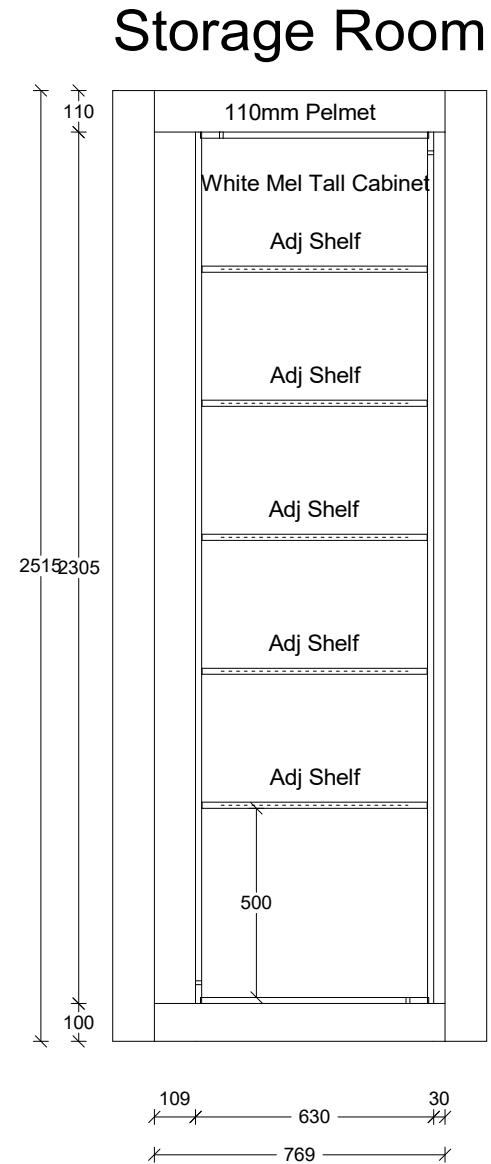 Storage Room
110
110mm Pelmet
White Mel Tall Cabinet
Adj Shelf
Adj Shelf
Adj Shelf
2515
2305
Adj Shelf
Adj Shelf
500
100
109
630
30
769